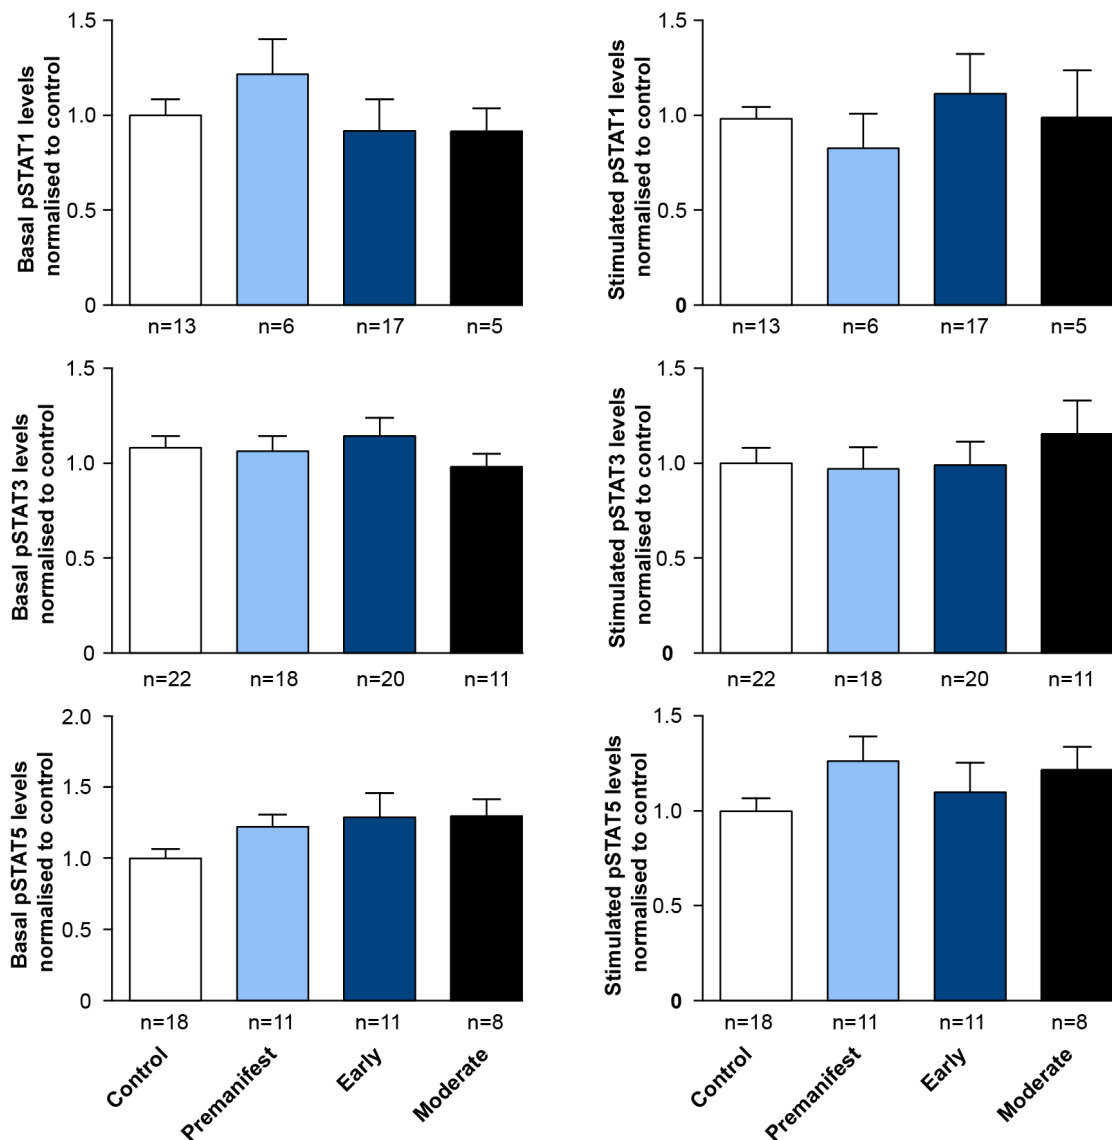 Basal pSTAT1 levels
normalised to control
1.5
1.0
0.5
0
n=13 n=6 n=17 n=5
Stimulated pSTAT1 levels
normalised to control
1.5
1.0
0.5
0
n=13 n=6 n=17 n=5
Basal pSTAT3 levels
normalised to control
1.5
1.0
0.5
0
n=22 n=18 n=20 n=11
Stimulated pSTAT3 levels
normalised to control
1.5
1.0
0.5
0
n=22 n=18 n=20 n=11
Basal pSTAT5 levels
normalised to control
2.0
1.5
1.0
0.5
0
n=18 n=11 n=11 n=8
Control
Premanifest
Early
Moderate
Stimulated pSTAT5 levels
normalised to control
1.5
1.0
0.5
0
n=18 n=11 n=11 n=8
Control
Premanifest
Early
Moderate